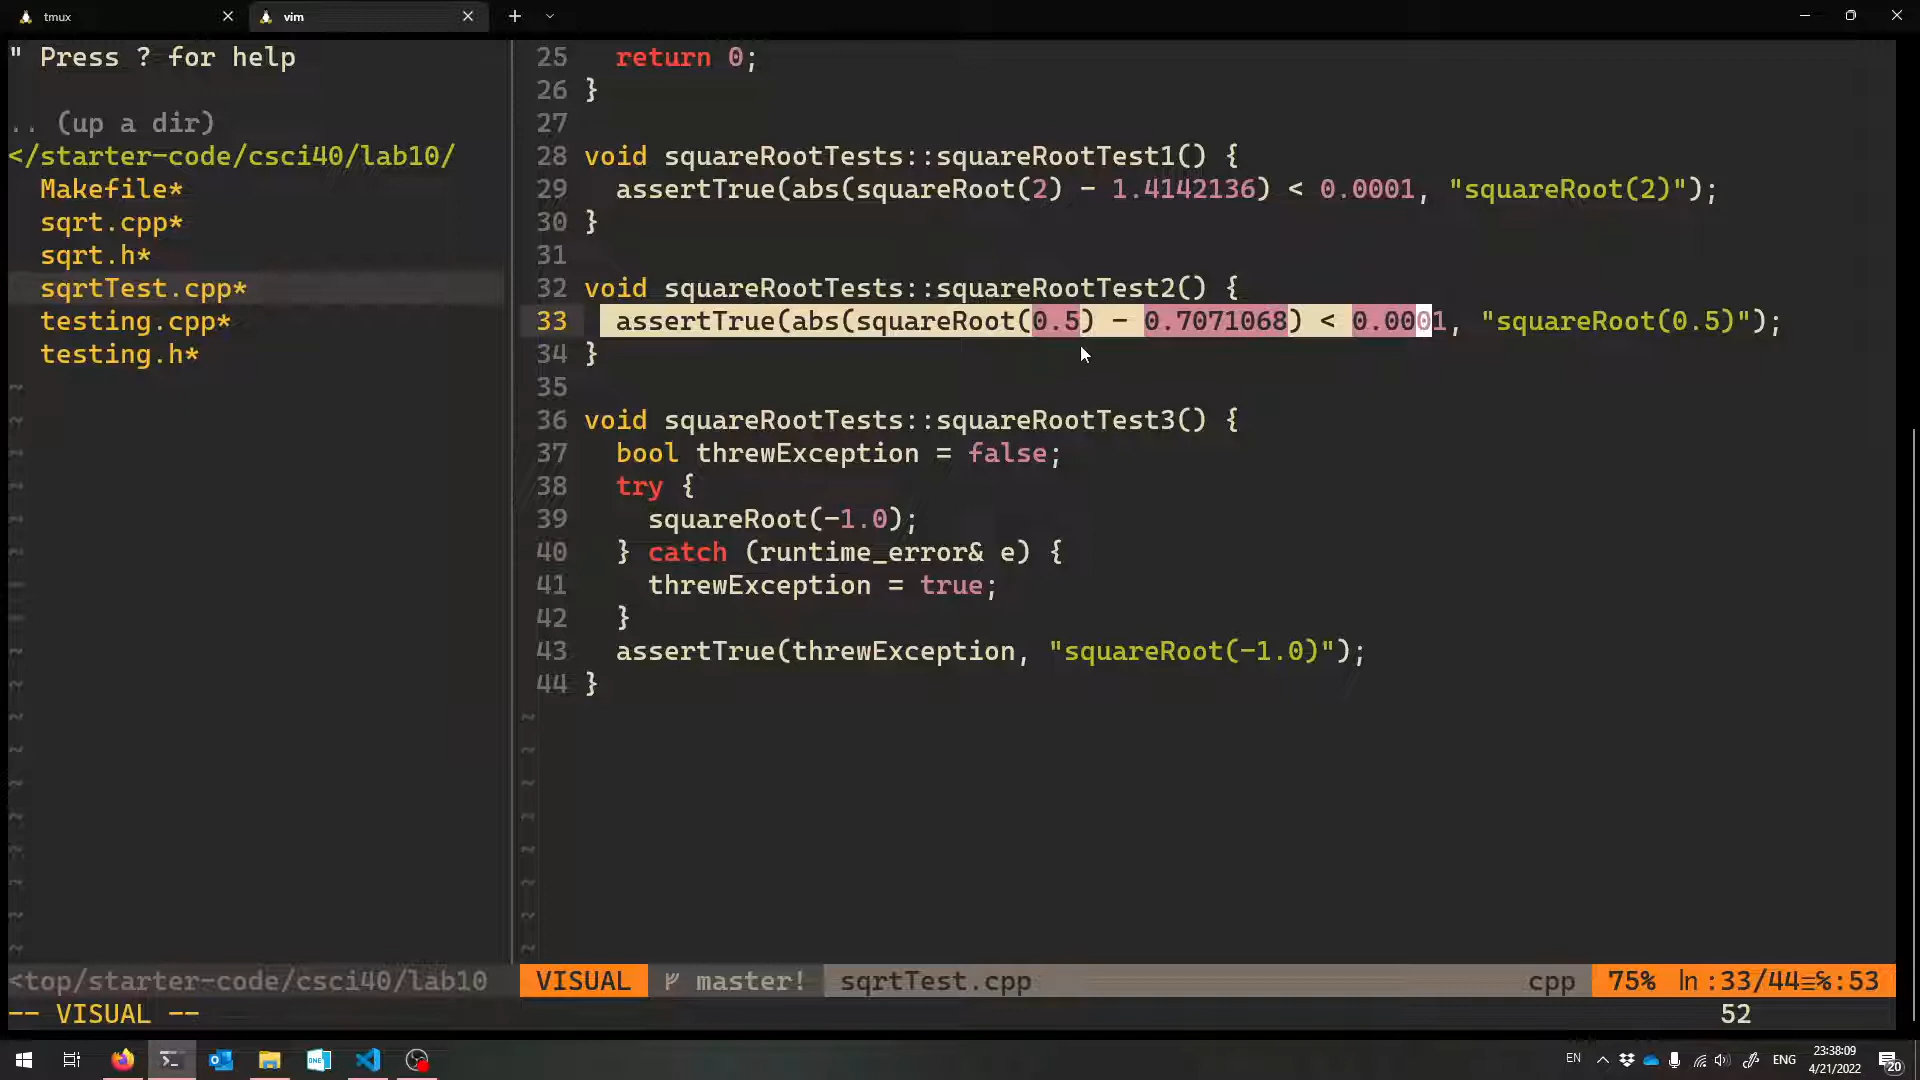 tmux
vim
" Press ? for help
.. (up a dir)
</starter-code/csci40/lab10/
Makefile*
sqrt.cpp*
sqrt.h*
sqrtTest.cpp*
testing.cpp*
testing.h*
25 return 0;
26 }
27
28 void squareRootTests::squareRootTest1() {
29 assertTrue(abs(squareRoot(2) - 1.4142136) < 0.0001, "squareRoot(2)");
30 }
31
32 void squareRootTests::squareRootTest2() {
33 assertTrue(abs(squareRoot(0.5) - 0.7071068) < 0.0001, "squareRoot(0.5)");
34 }
35
36 void squareRootTests::squareRootTest3() {
37 bool threwException = false;
38 try {
39 squareRoot(-1.0);
40 } catch (runtime_error& e) {
41 threwException = true;
42 }
43 assertTrue(threwException, "squareRoot(-1.0)");
44 }
<top/starter-code/csci40/lab10 VISUAL master! sqrtTest.cpp cpp 75% ln :33/44≡℅:53
-- VISUAL -- 52
EN ENG 23:38:09
4/21/2022
20